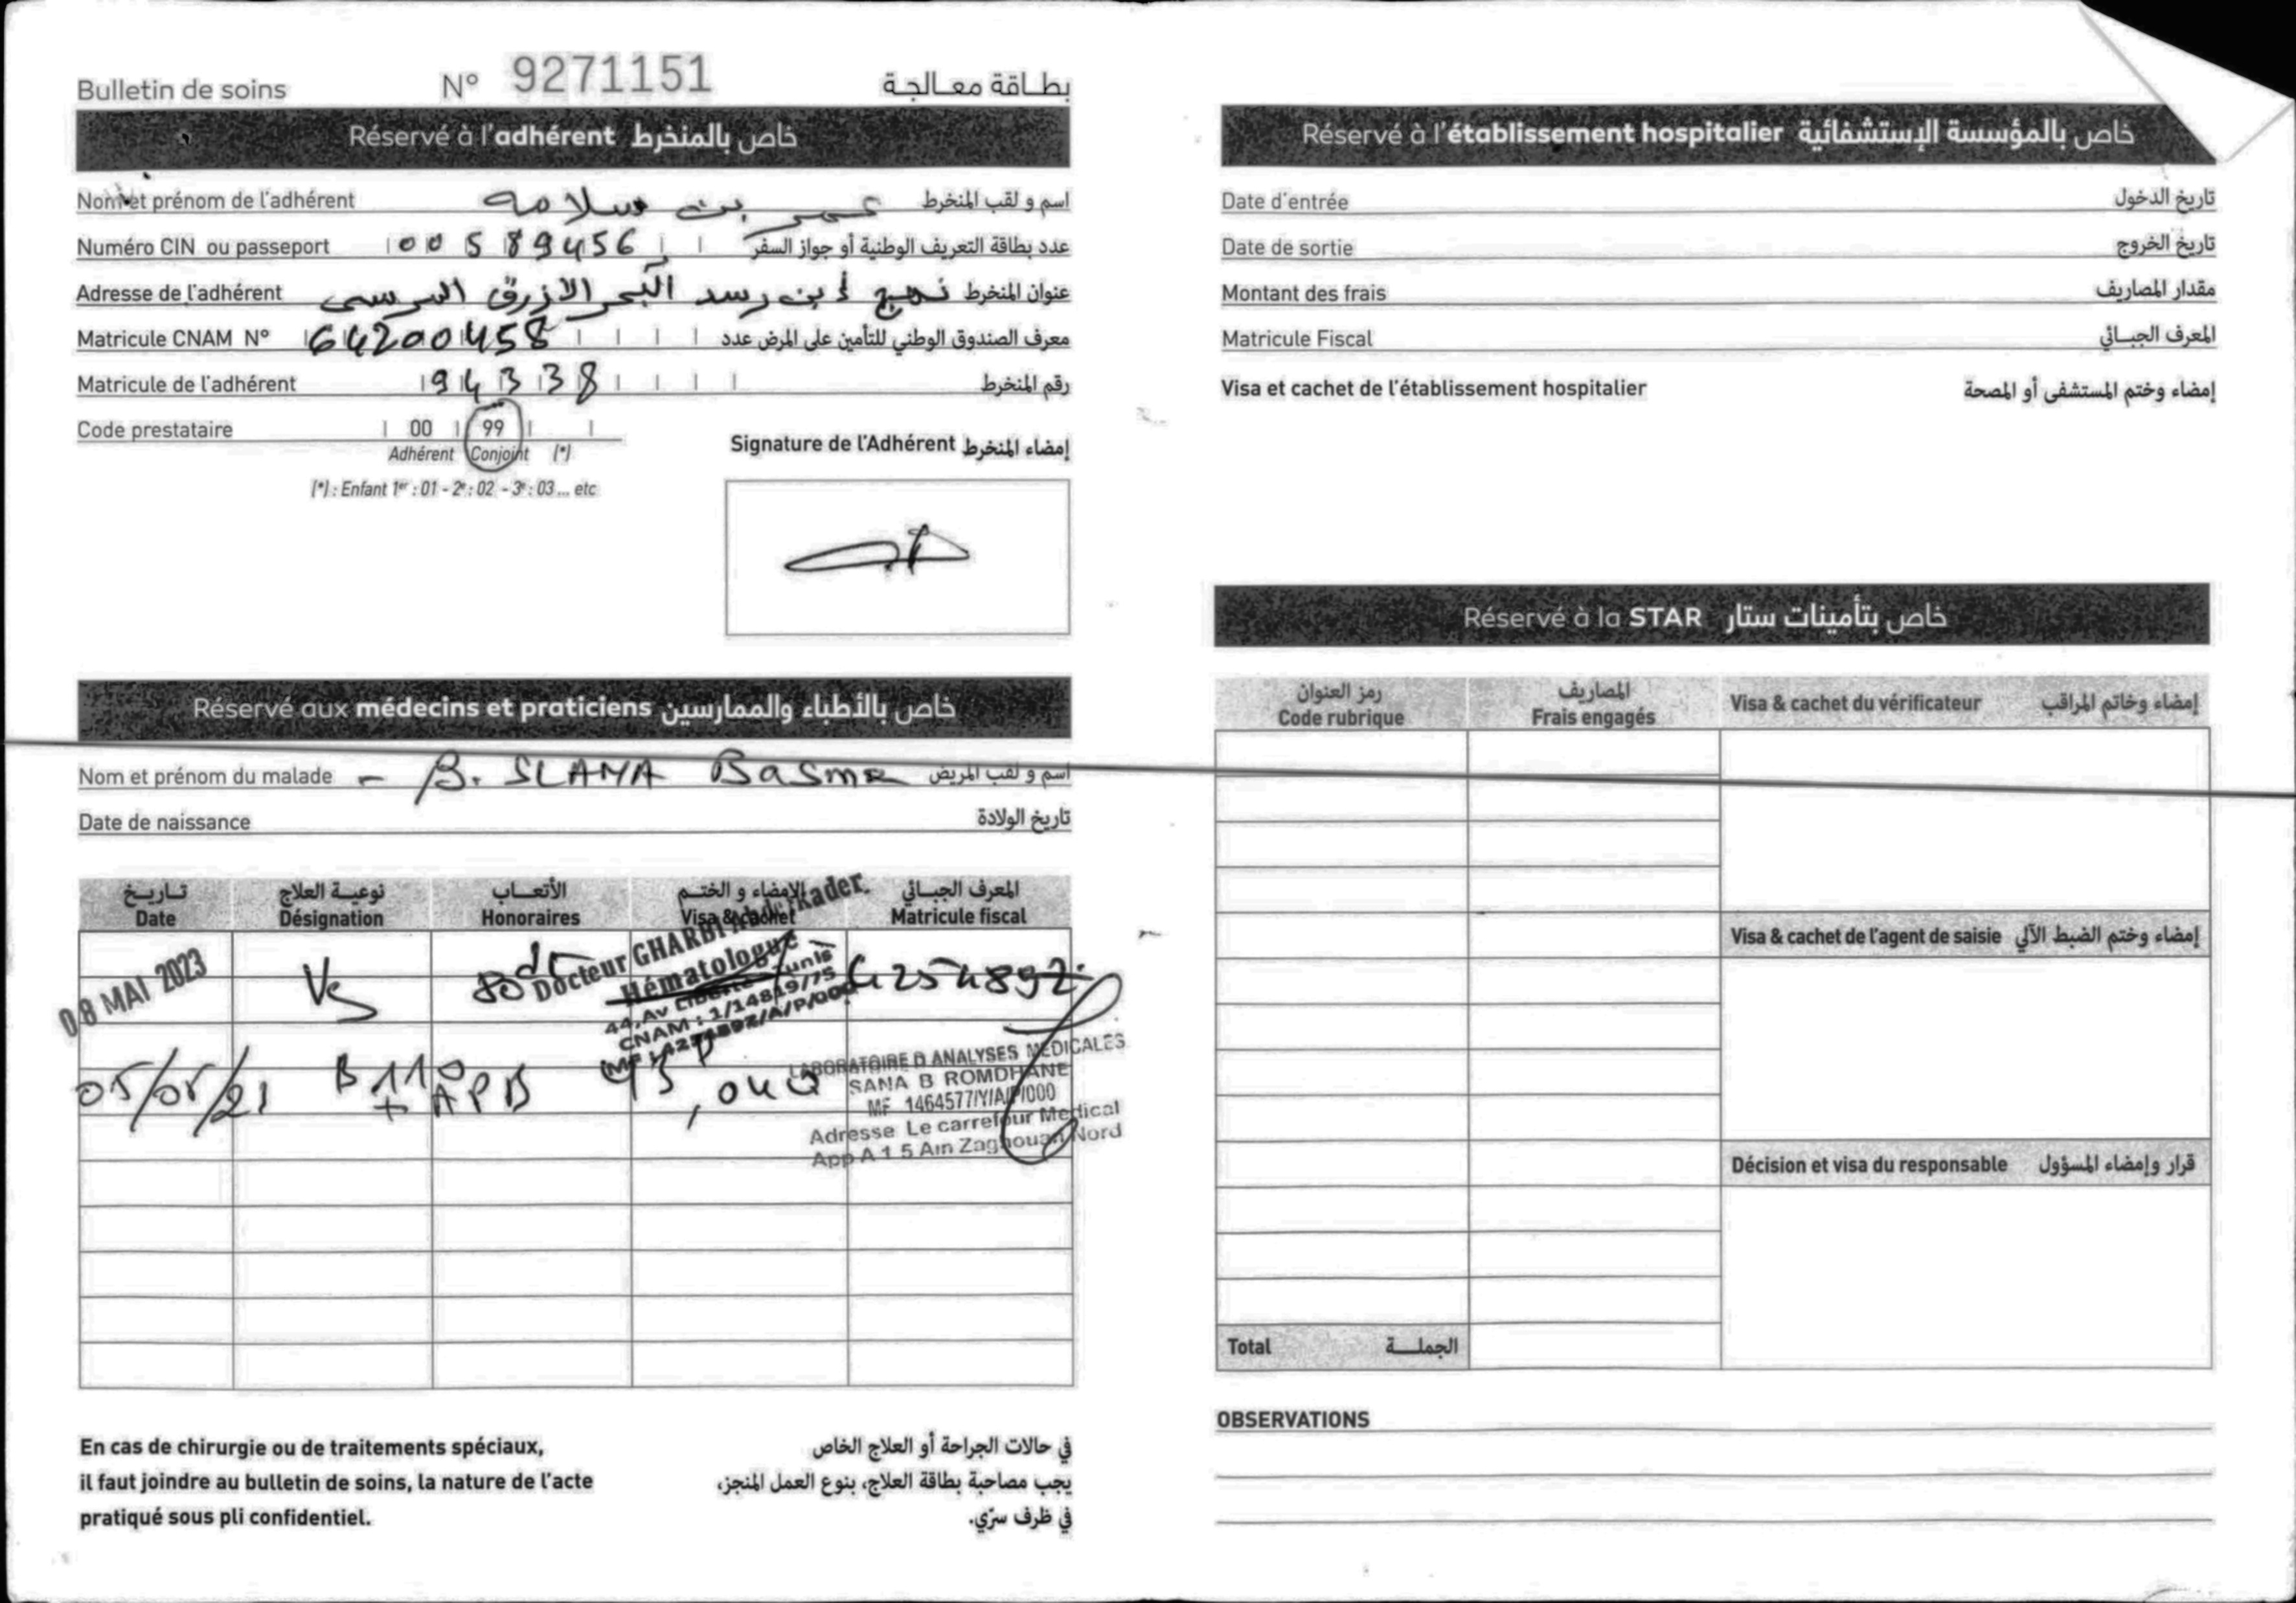 Bulletin de soins N° 9271151 بطاقة معالجة
Réservé à l'adhérent خاص بالمنخرط
Nom et prénom de l'adhérent عمر بن سلامه اسم و لقب المنخرط
Numéro CIN ou passeport 00589456 عدد بطاقة التعريف الوطنية أو جواز السفر
Adresse de l'adhérent نهج ابن رشد البحر الازرق المرسى عنوان المنخرط
Matricule CNAM N° 64200458 معرف الصندوق الوطني للتأمين على المرض عدد
Matricule de l'adhérent 94338 رقم المنخرط
Code prestataire 00 99
Adhérent Conjoint (*)
(*) : Enfant 1er : 01 - 2e : 02 - 3e : 03 ... etc
Signature de l'Adhérent إمضاء المنخرط
Réservé aux médecins et praticiens خاص بالأطباء والممارسين
Nom et prénom du malade - B. SLAMA Basma اسم و لقب المريض
Date de naissance تاريخ الولادة
تاريخ نوعية العلاج الأتعاب الإمضاء و الختم المعرف الجبائي
Date Désignation Honoraires Visa & cachet Matricule fiscal
08 MAI 2023 Vs 80 dt
Docteur GHARBI Abderkader.
Hématologue
44, Av Liberté Tunis
CNAM : 1/14819/75
05/05/21 B110 + APB 43,040
LABORATOIRE D ANALYSES MEDICALES
SANA B ROMDHANE
MF 1464577/Y/A/P/000
Adresse Le carrefour Medical
App A 1 5 Ain Zaghouan Nord
En cas de chirurgie ou de traitements spéciaux,
il faut joindre au bulletin de soins, la nature de l'acte
pratiqué sous pli confidentiel.
في حالات الجراحة أو العلاج الخاص
يجب مصاحبة بطاقة العلاج، بنوع العمل المنجز،
في ظرف سرّي.
Réservé à l'établissement hospitalier خاص بالمؤسسة الإستشفائية
Date d'entrée تاريخ الدخول
Date de sortie تاريخ الخروج
Montant des frais مقدار المصاريف
Matricule Fiscal المعرف الجبائي
Visa et cachet de l'établissement hospitalier إمضاء وختم المستشفى أو المصحة
Réservé à la STAR خاص بتأمينات ستار
رمز العنوان المصاريف
Code rubrique Frais engagés Visa & cachet du vérificateur إمضاء وخاتم المراقب
Visa & cachet de l'agent de saisie إمضاء وختم الضبط الآلي
Décision et visa du responsable قرار وإمضاء المسؤول
Total الجملة
OBSERVATIONS